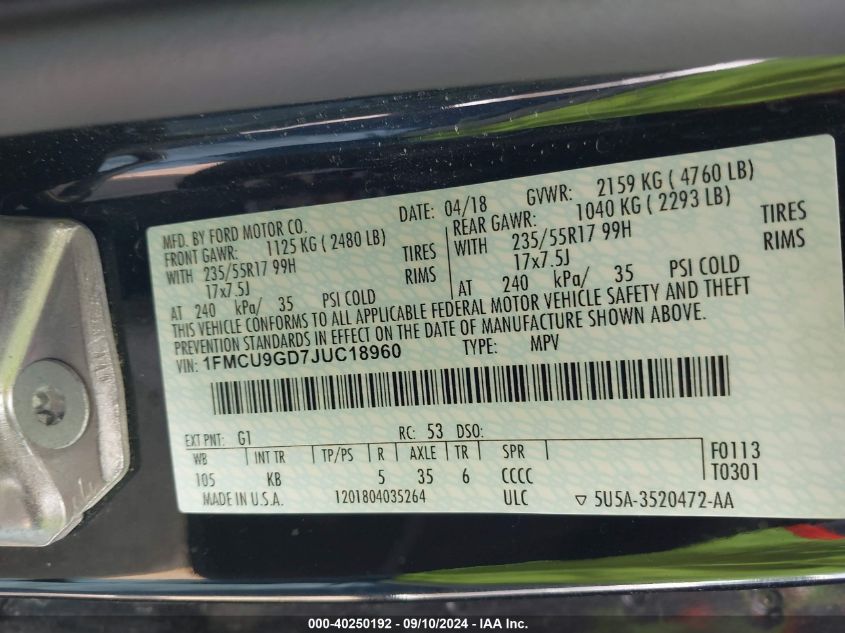 MFD. BY FORD MOTOR CO. DATE: 04/18 GVWR: 2159 KG ( 4760 LB)
FRONT GAWR: 1125 KG ( 2480 LB) REAR GAWR: 1040 KG ( 2293 LB)
WITH 235/55R17 99H TIRES 235/55R17 99H TIRES
17x7.5J RIMS 17x7.5J RIMS
AT 240 kPa/ 35 PSI COLD AT 240 kPa/ 35 PSI COLD
THIS VEHICLE CONFORMS TO ALL APPLICABLE FEDERAL MOTOR VEHICLE SAFETY AND THEFT
PREVENTION STANDARDS IN EFFECT ON THE DATE OF MANUFACTURE SHOWN ABOVE.
VIN: 1FMCU9GD7JUC18960 TYPE: MPV
EXT PNT: G1 RC: 53 DSO:
WB INT TR TP/PS R AXLE TR SPR F0113
105 KB 5 35 6 CCCC T0301
MADE IN U.S.A. 1201804035264 ULC ▽ 5U5A-3520472-AA
000-40250192 - 09/10/2024 - IAA Inc.